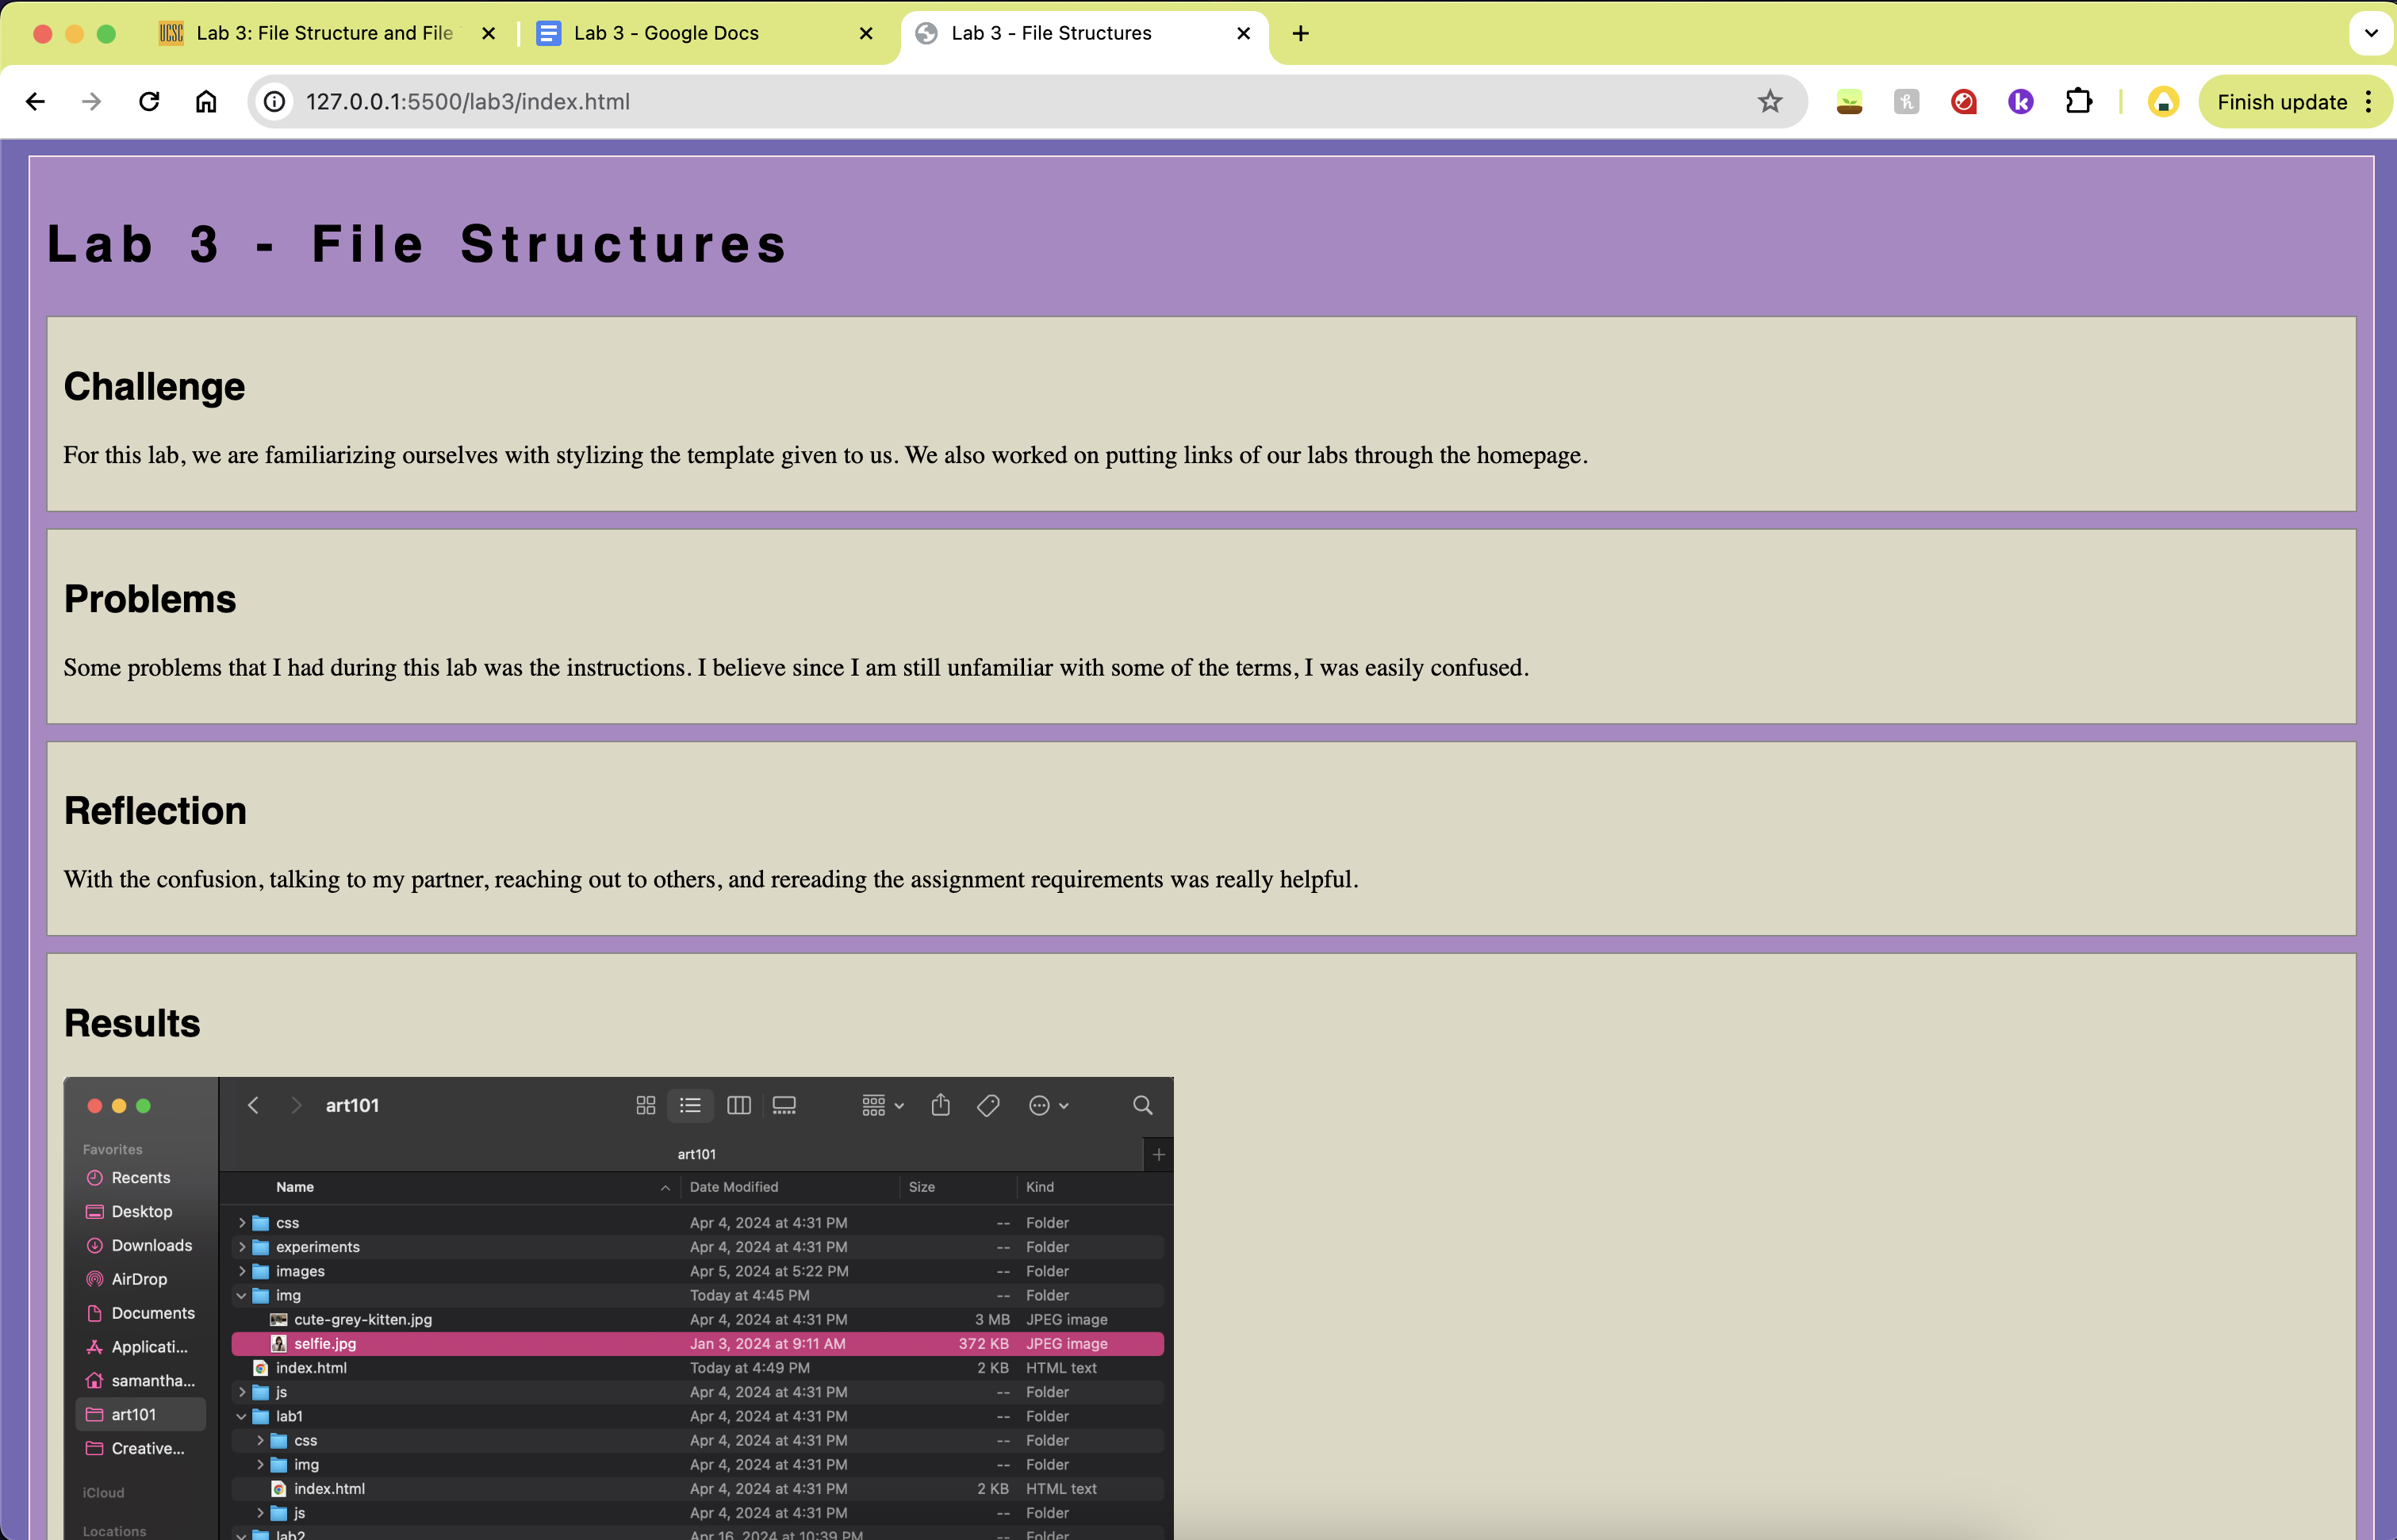 Lab 3: File Structure and File
Lab 3 - Google Docs
Lab 3 - File Structures
127.0.0.1:5500/lab3/index.html
Finish update
Lab 3 - File Structures
Challenge
For this lab, we are familiarizing ourselves with stylizing the template given to us. We also worked on putting links of our labs through the homepage.
Problems
Some problems that I had during this lab was the instructions. I believe since I am still unfamiliar with some of the terms, I was easily confused.
Reflection
With the confusion, talking to my partner, reaching out to others, and rereading the assignment requirements was really helpful.
Results
art101
art101
Favorites
Recents
Desktop
Downloads
AirDrop
Documents
Applicati...
samantha...
art101
Creative...
iCloud
Locations
Name Date Modified Size Kind
css Apr 4, 2024 at 4:31 PM -- Folder
experiments Apr 4, 2024 at 4:31 PM -- Folder
images Apr 5, 2024 at 5:22 PM -- Folder
img Today at 4:45 PM -- Folder
cute-grey-kitten.jpg Apr 4, 2024 at 4:31 PM 3 MB JPEG image
selfie.jpg Jan 3, 2024 at 9:11 AM 372 KB JPEG image
index.html Today at 4:49 PM 2 KB HTML text
js Apr 4, 2024 at 4:31 PM -- Folder
lab1 Apr 4, 2024 at 4:31 PM -- Folder
css Apr 4, 2024 at 4:31 PM -- Folder
img Apr 4, 2024 at 4:31 PM -- Folder
index.html Apr 4, 2024 at 4:31 PM 2 KB HTML text
js Apr 4, 2024 at 4:31 PM -- Folder
lab2 Apr 16, 2024 at 10:39 PM -- Folder